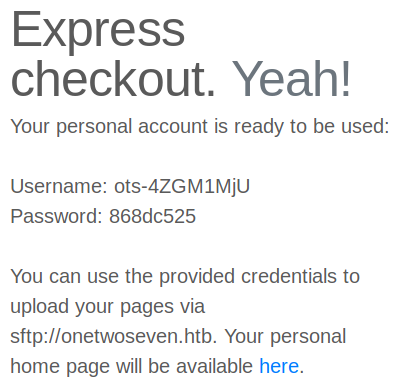 Express
checkout. Yeah!
Your personal account is ready to be used:
Username: ots-4ZGM1MjU
Password: 868dc525
You can use the provided credentials to
upload your pages via
sftp://onetwoseven.htb. Your personal
home page will be available here.